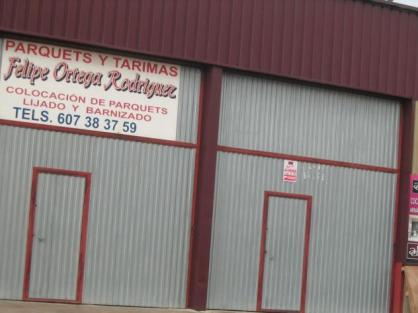 PARQUETS Y TARIMAS
Felipe Ortega Rodriguez
COLOCACIÓN DE PARQUETS
LIJADO Y BARNIZADO
TELS. 607 38 37 59